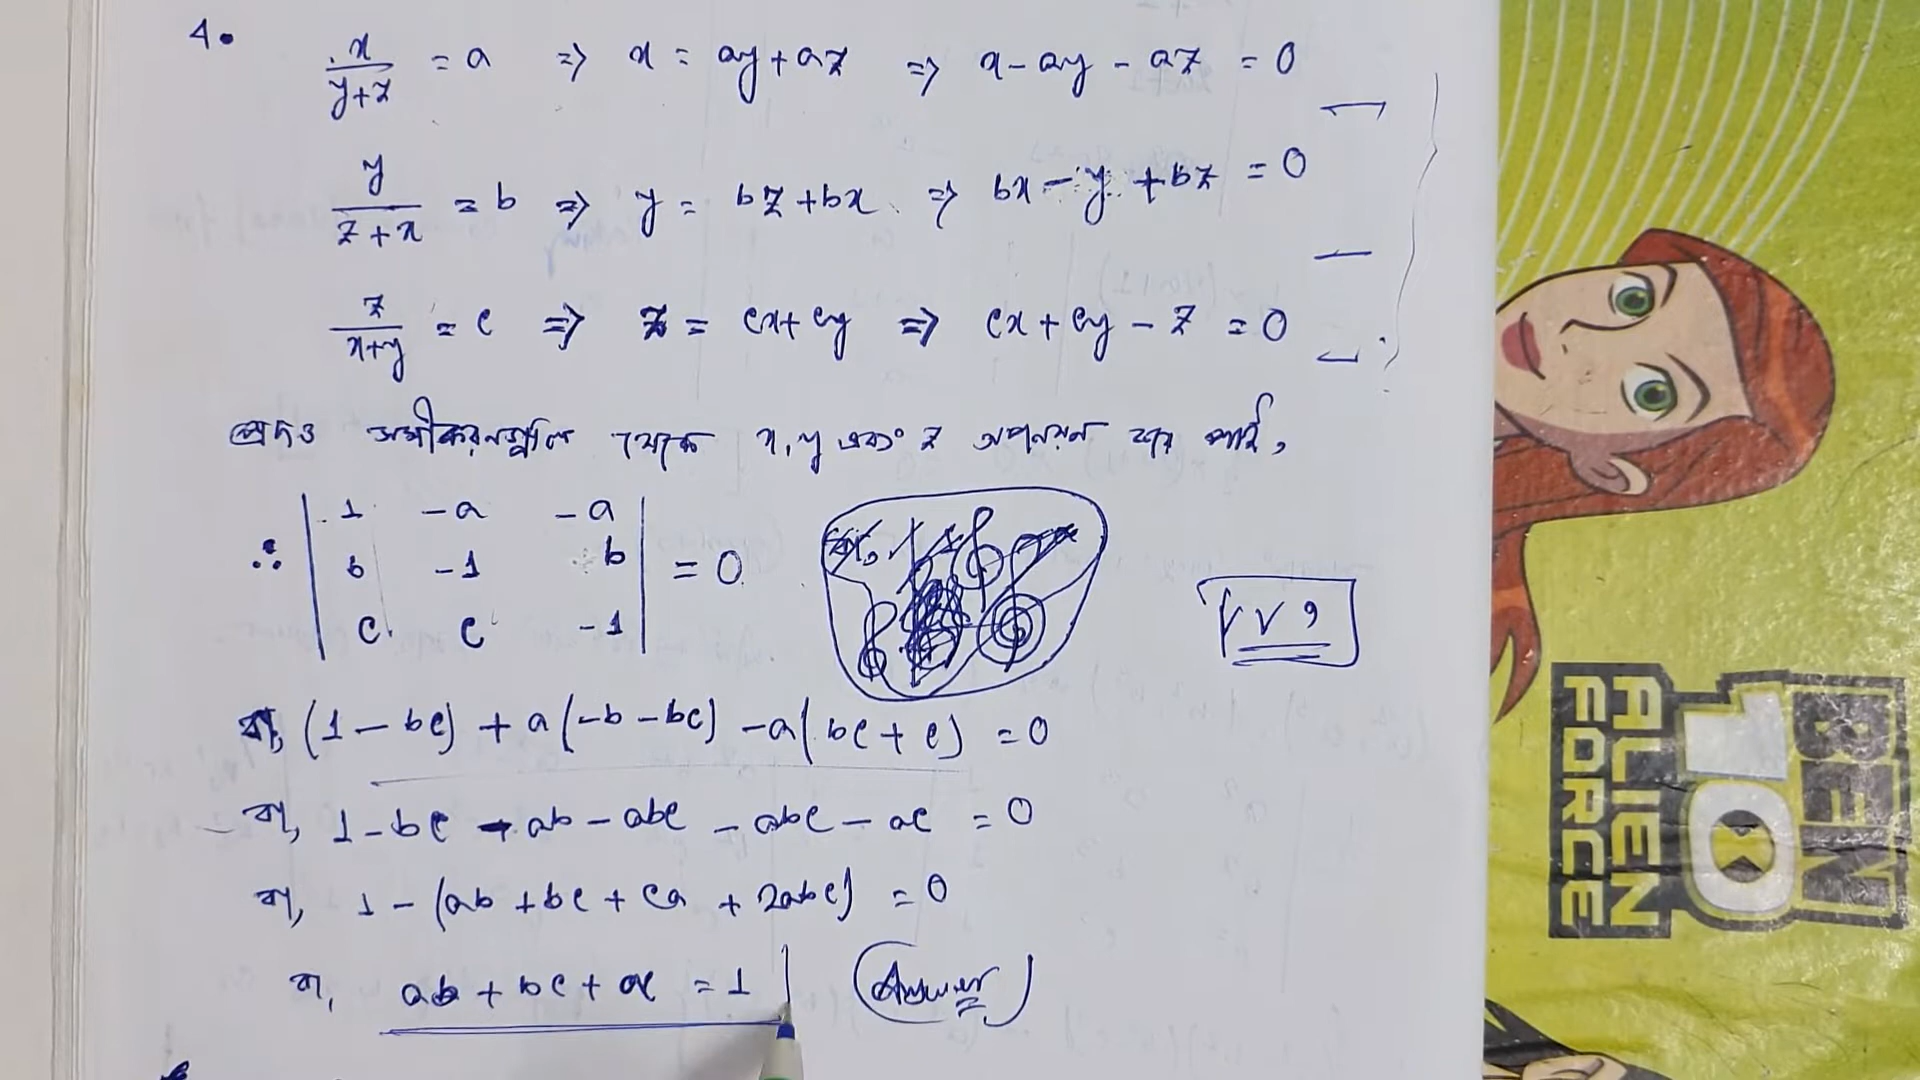 4.
x/(y+z) = a ⇒ x = ay + az ⇒ x - ay - az = 0
y/(z+x) = b ⇒ y = bz + bx ⇒ bx - y + bz = 0
z/(x+y) = c ⇒ z = cx + cy ⇒ cx + cy - z = 0
প্রদত্ত সমীকরণগুলি থেকে x, y এবং z অপনয়ন করে পাই,
∴ | 1 -a -a |
| b -1 b | = 0
| c c -1 |
বা, (1 - bc) + a(-b - bc) - a(bc + c) = 0
বা, 1 - bc - ab - abc - abc - ac = 0
বা, 1 - (ab + bc + ca + 2abc) = 0
বা, ab + bc + ac = 1
Answer
BEN
10
ALIEN
FORCE